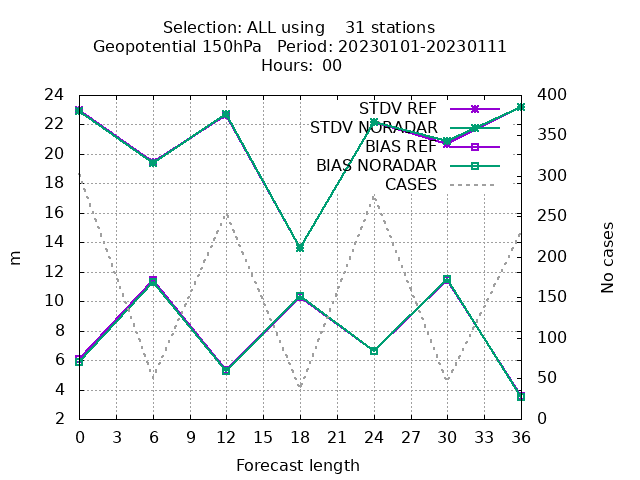 Selection: ALL using    31 stations
Geopotential 150hPa   Period: 20230101-20230111
Hours: 00
24
22
20
18
16
14
12
10
8
6
4
2
m
STDV REF
STDV NORADAR
BIAS REF
BIAS NORADAR
CASES
400
350
300
250
200
150
100
50
0
No cases
0 3 6 9 12 15 18 21 24 27 30 33 36
Forecast length